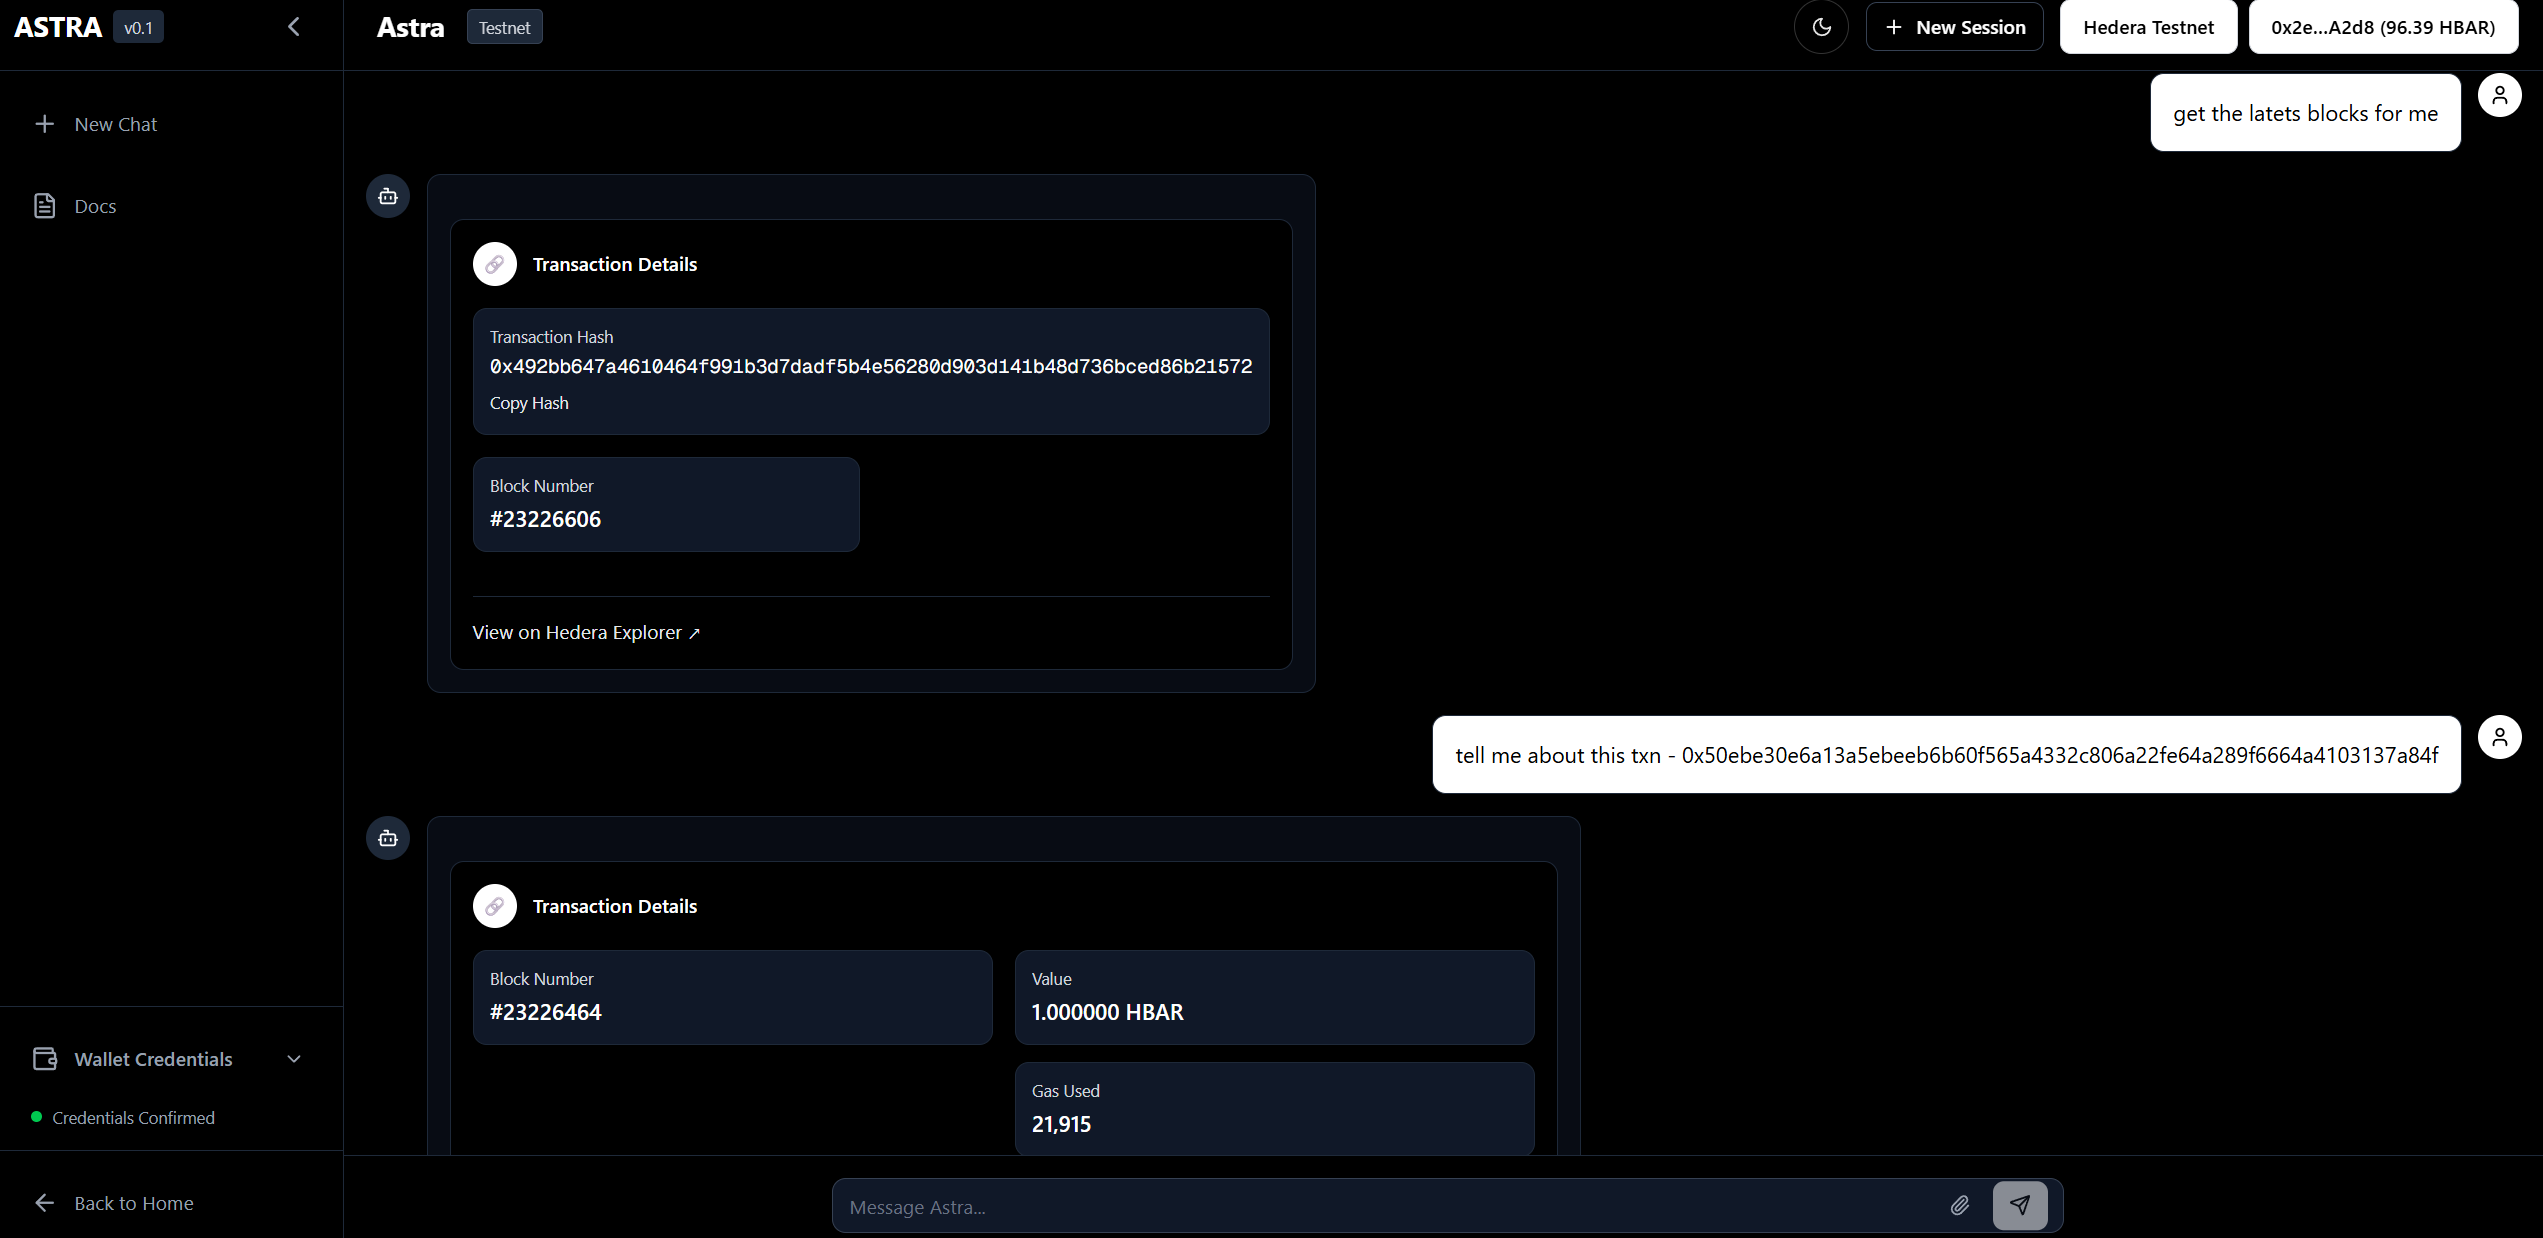 ASTRA v0.1
Astra Testnet
New Session
Hedera Testnet
0x2e...A2d8 (96.39 HBAR)
New Chat
Docs
get the latets blocks for me
Transaction Details
Transaction Hash
0x492bb647a4610464f991b3d7dadf5b4e56280d903d141b48d736bced86b21572
Copy Hash
Block Number
#23226606
View on Hedera Explorer ↗
tell me about this txn - 0x50ebe30e6a13a5ebeeb6b60f565a4332c806a22fe64a289f6664a4103137a84f
Transaction Details
Block Number
#23226464
Value
1.000000 HBAR
Gas Used
21,915
Wallet Credentials
Credentials Confirmed
Back to Home
Message Astra...